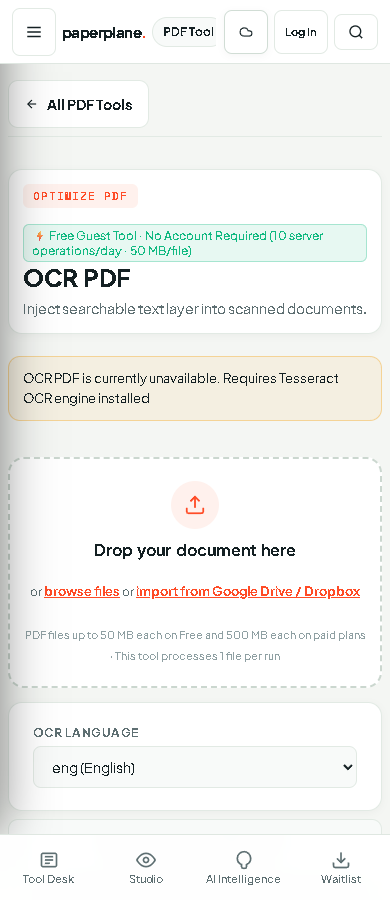 paperplane.
PDF Tool
Log In
All PDF Tools
OPTIMIZE PDF
Free Guest Tool · No Account Required (10 server
operations/day · 50 MB/file)
OCR PDF
Inject searchable text layer into scanned documents.
OCR PDF is currently unavailable. Requires Tesseract
OCR engine installed
Drop your document here
or browse files or import from Google Drive / Dropbox
PDF files up to 50 MB each on Free and 500 MB each on paid plans
· This tool processes 1 file per run
OCR LANGUAGE
eng (English)
Tool Desk
Studio
AI Intelligence
Waitlist